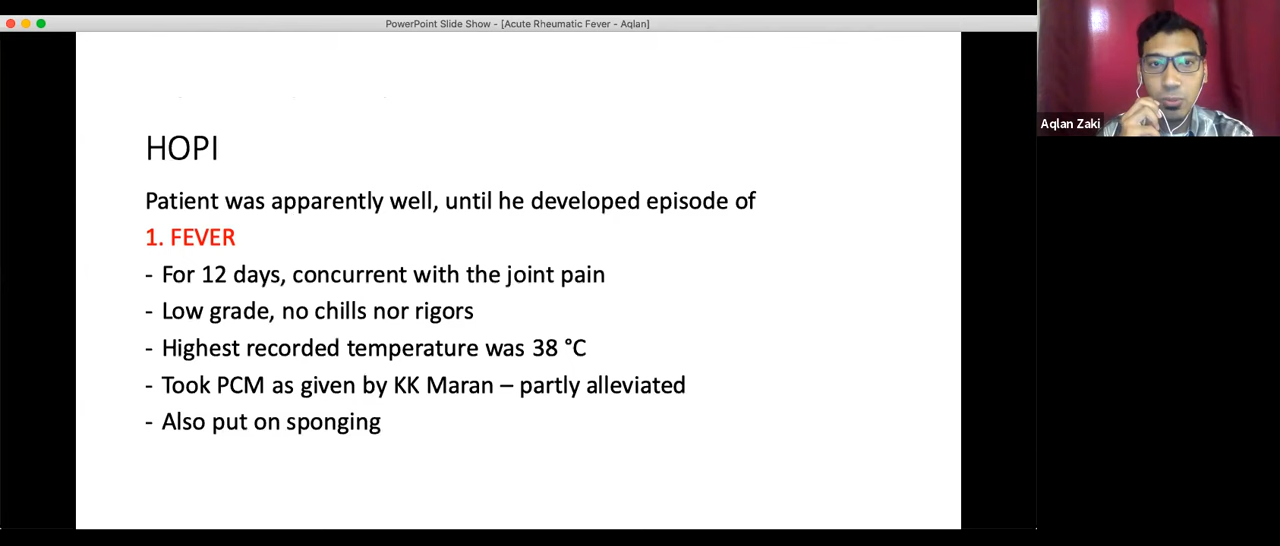 PowerPoint Slide Show - [Acute Rheumatic Fever - Aqlan]
HOPI
Patient was apparently well, until he developed episode of
1. FEVER
- For 12 days, concurrent with the joint pain
- Low grade, no chills nor rigors
- Highest recorded temperature was 38 °C
- Took PCM as given by KK Maran – partly alleviated
- Also put on sponging
Aqlan Zaki